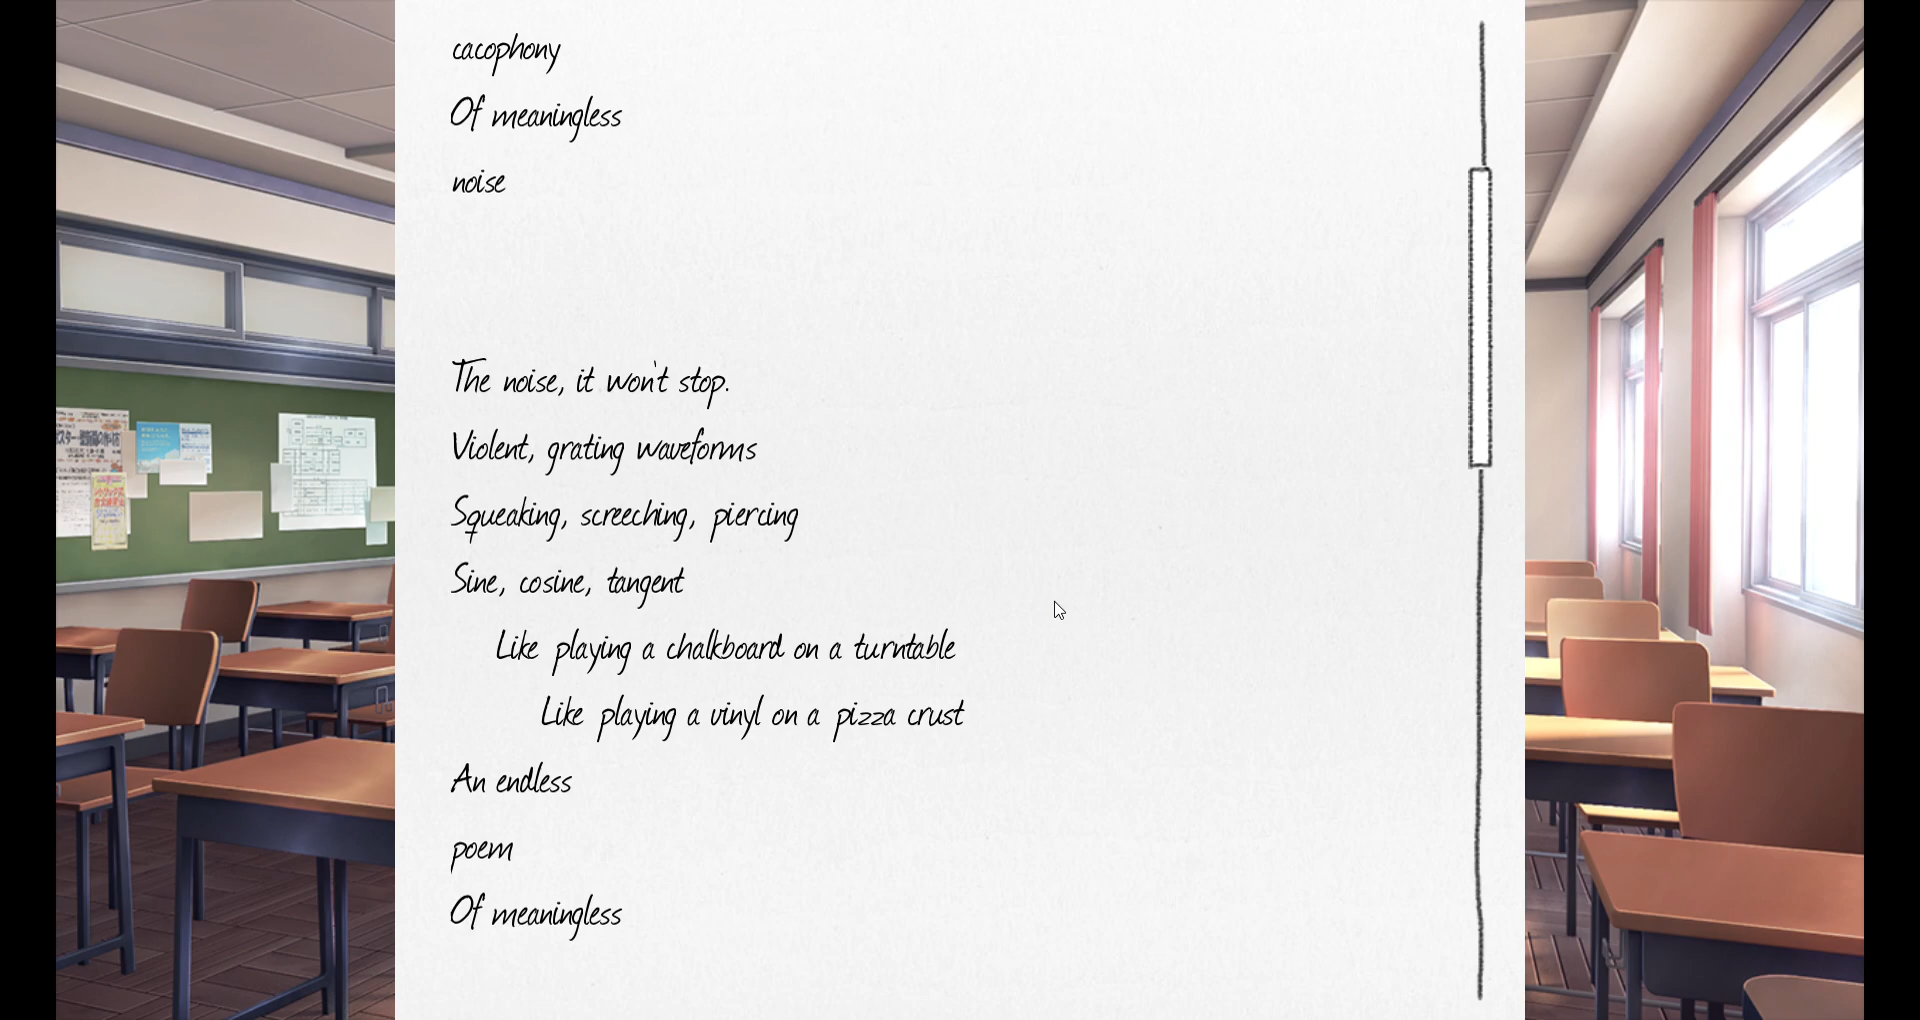 cacophony
Of meaningless
noise
The noise, it won't stop.
Violent, grating waveforms
Squeaking, screeching, piercing
Sine, cosine, tangent
Like playing a chalkboard on a turntable
Like playing a vinyl on a pizza crust
An endless
poem
Of meaningless